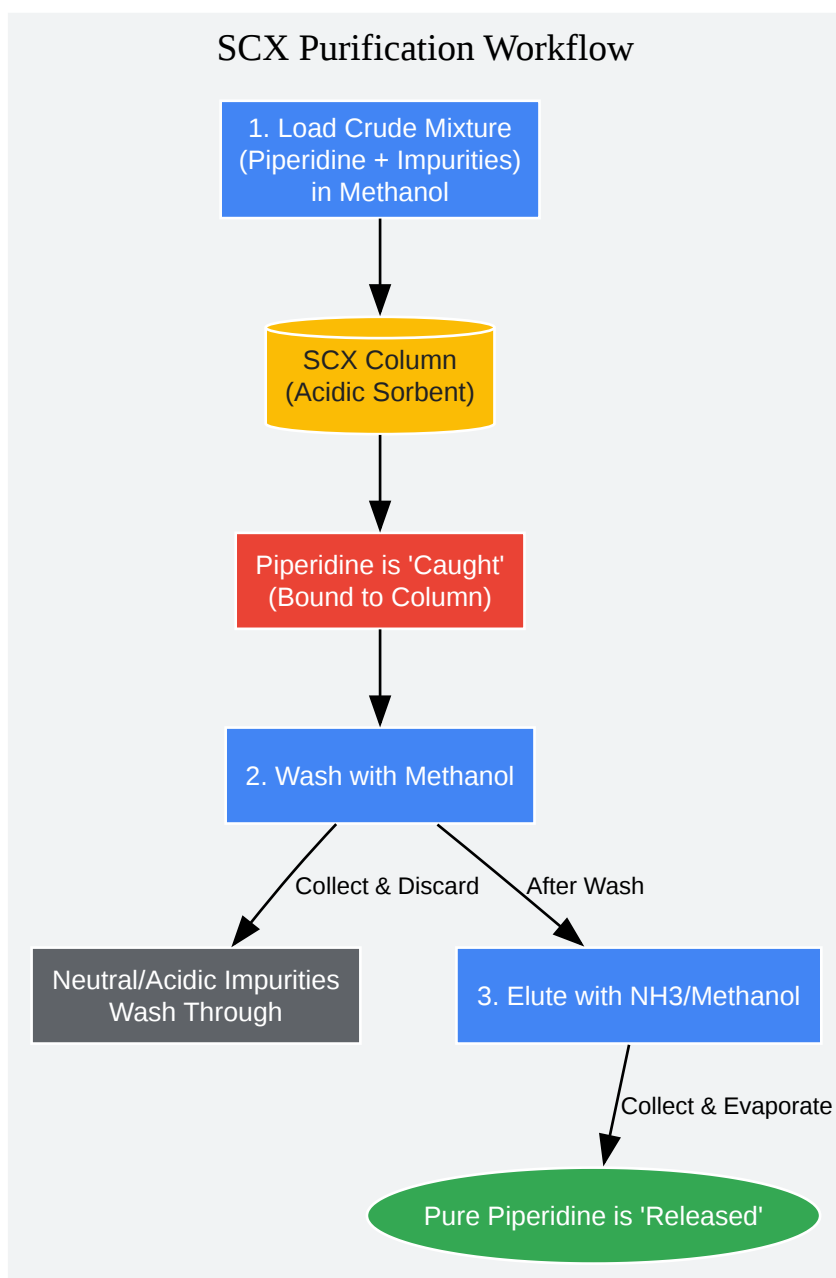 SCX Purification Workflow
1. Load Crude Mixture
(Piperidine + Impurities)
in Methanol
SCX Column
(Acidic Sorbent)
Piperidine is 'Caught'
(Bound to Column)
2. Wash with Methanol
Collect & Discard
After Wash
Neutral/Acidic Impurities
Wash Through
3. Elute with NH3/Methanol
Collect & Evaporate
Pure Piperidine is 'Released'